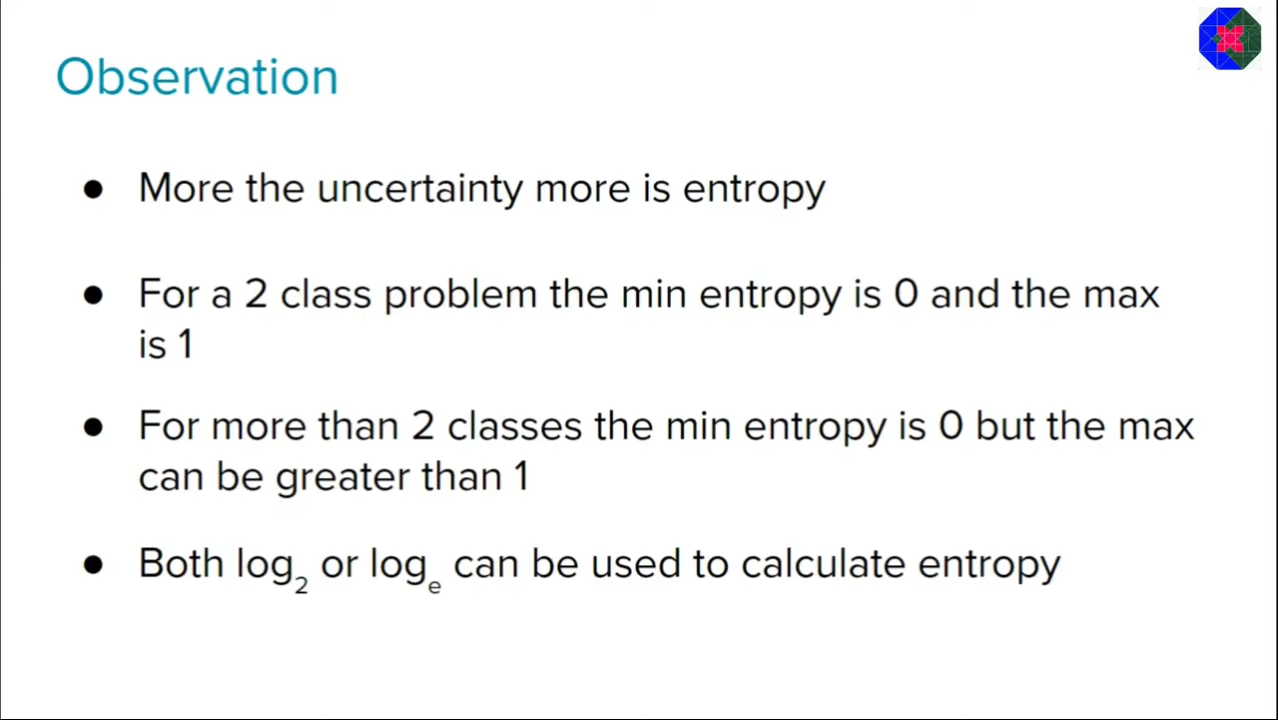 Observation
● More the uncertainty more is entropy
● For a 2 class problem the min entropy is 0 and the max
is 1
● For more than 2 classes the min entropy is 0 but the max
can be greater than 1
● Both log₂ or logₑ can be used to calculate entropy